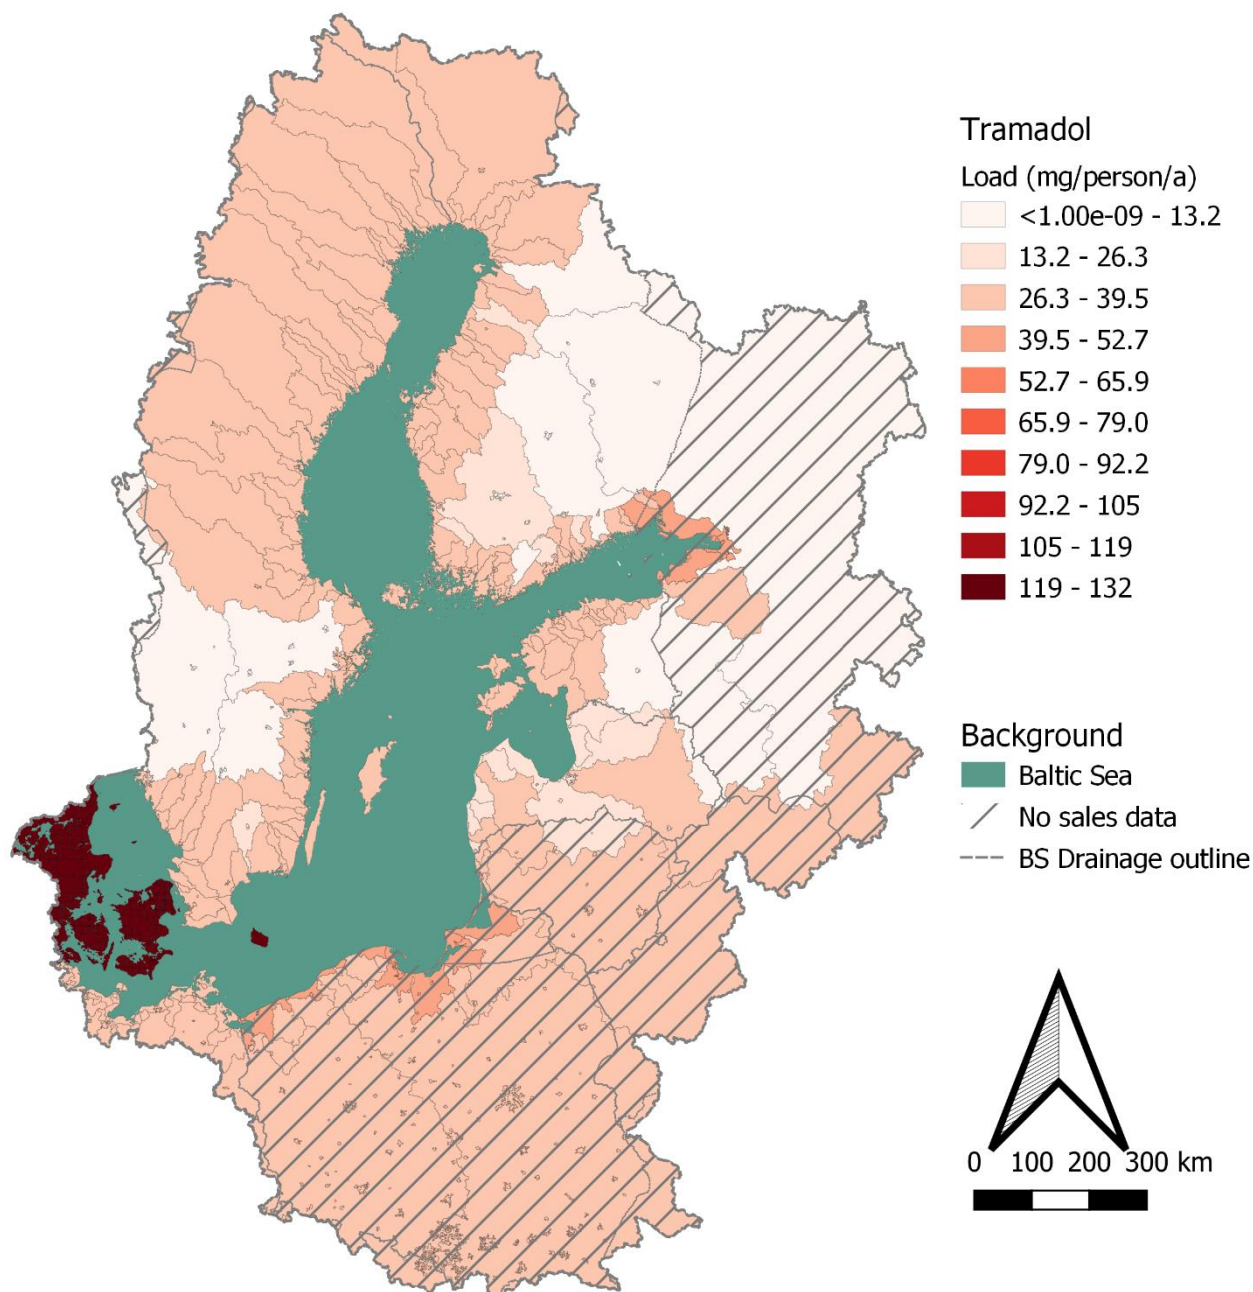 Tramadol
Load (mg/person/a)
<1.00e-09 - 13.2
13.2 - 26.3
26.3 - 39.5
39.5 - 52.7
52.7 - 65.9
65.9 - 79.0
79.0 - 92.2
92.2 - 105
105 - 119
119 - 132
Background
Baltic Sea
No sales data
BS Drainage outline
0 100 200 300 km